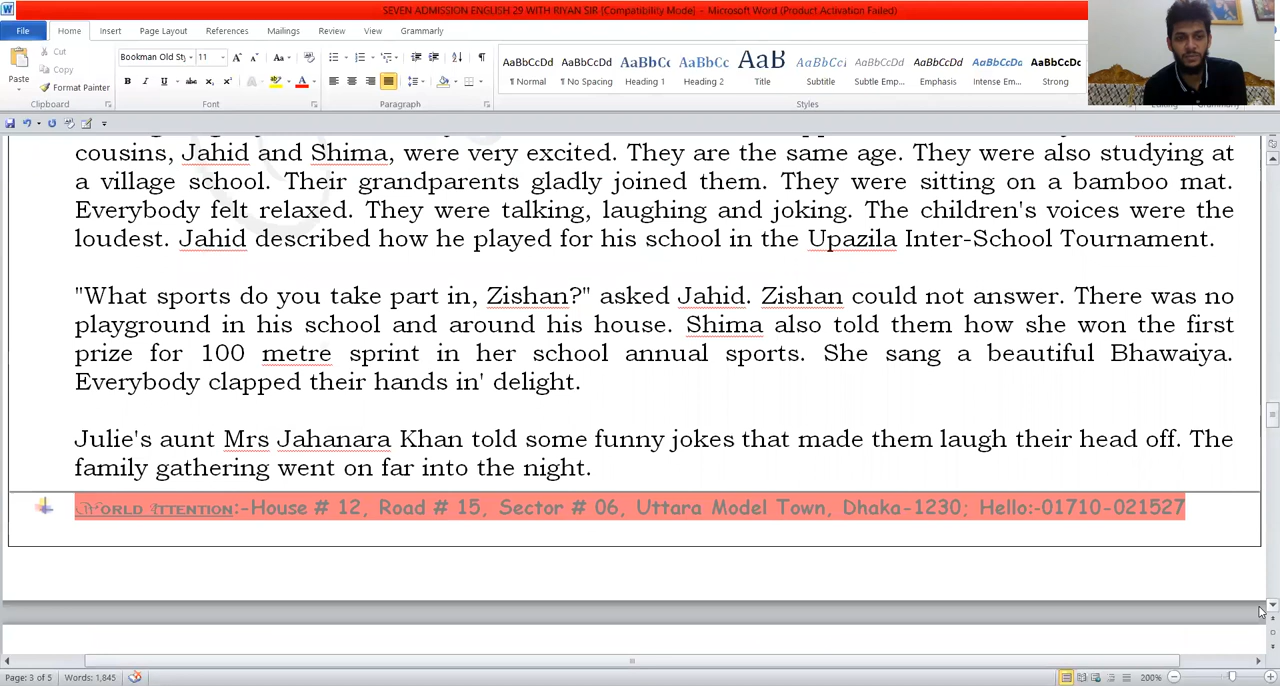 SEVEN ADMISSION ENGLISH 29 WITH RIYAN SIR [Compatibility Mode] - Microsoft Word (Product Activation Failed)
File Home Insert Page Layout References Mailings Review View Grammarly
Cut
Copy
Format Painter
Paste
Bookman Old St 11
Clipboard Font Paragraph Styles
AaBbCcDd AaBbCcDd AaBbCc AaBbCc AaB AaBbCcl AaBbCcDd AaBbCcDd AaBbCcDd AaBbCcDc
¶ Normal ¶ No Spacing Heading 1 Heading 2 Title Subtitle Subtle Emp... Emphasis Intense Em... Strong
cousins, Jahid and Shima, were very excited. They are the same age. They were also studying at
a village school. Their grandparents gladly joined them. They were sitting on a bamboo mat.
Everybody felt relaxed. They were talking, laughing and joking. The children's voices were the
loudest. Jahid described how he played for his school in the Upazila Inter-School Tournament.
"What sports do you take part in, Zishan?" asked Jahid. Zishan could not answer. There was no
playground in his school and around his house. Shima also told them how she won the first
prize for 100 metre sprint in her school annual sports. She sang a beautiful Bhawaiya.
Everybody clapped their hands in' delight.
Julie's aunt Mrs Jahanara Khan told some funny jokes that made them laugh their head off. The
family gathering went on far into the night.
WORLD ATTENTION:-House # 12, Road # 15, Sector # 06, Uttara Model Town, Dhaka-1230; Hello:-01710-021527
Page: 3 of 5 Words: 1,845 200%